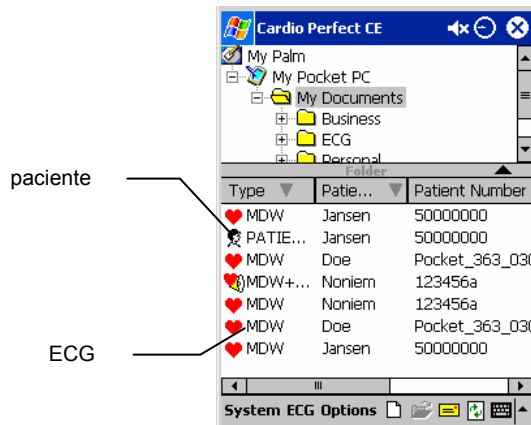 Cardio Perfect CE
My Palm
My Pocket PC
My Documents
Business
ECG
Personal
Folder
Type Patie... Patient Number
MDW Jansen 50000000
PATIE... Jansen 50000000
MDW Doe Pocket_363_030
MDW+... Noniem 123456a
MDW Noniem 123456a
MDW Doe Pocket_363_030
MDW Jansen 50000000
System ECG Options
paciente
ECG